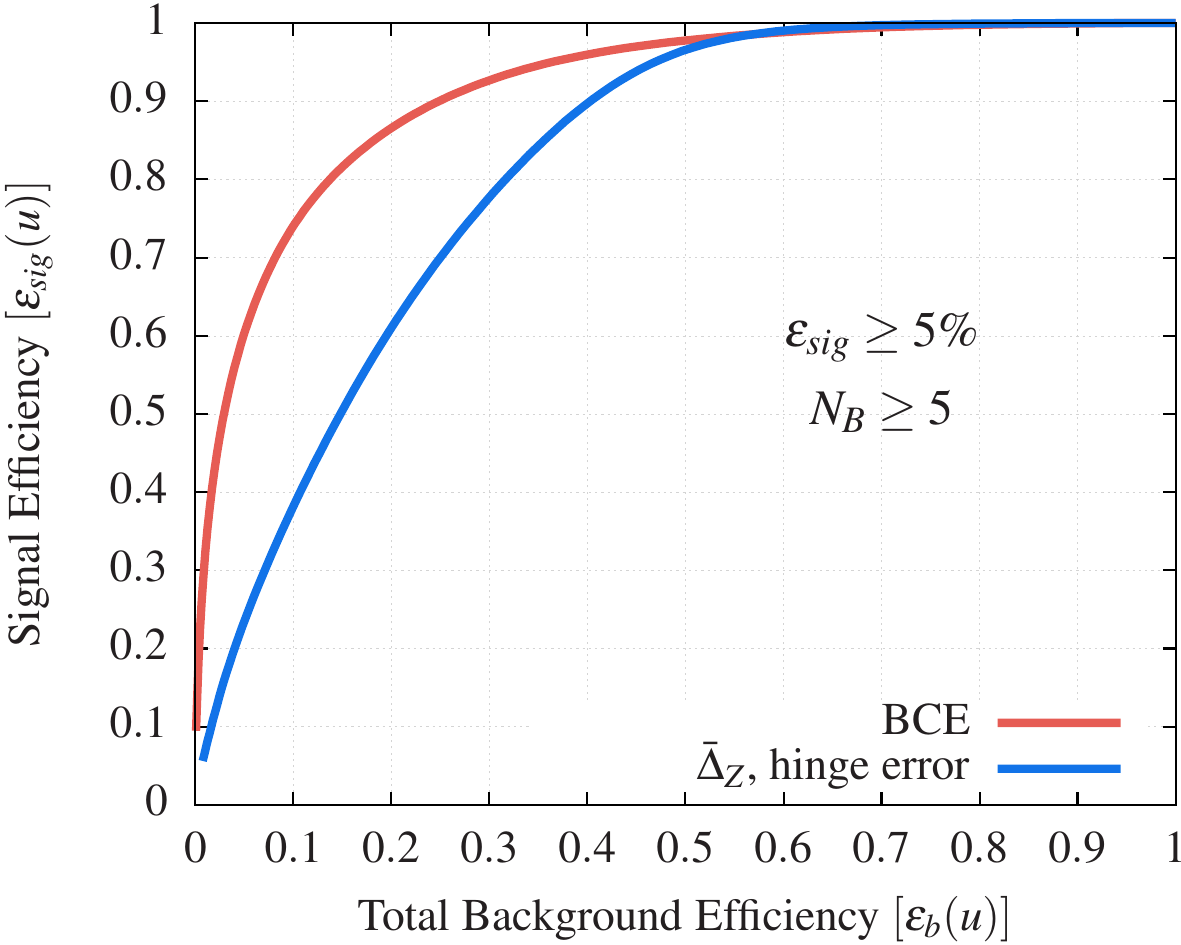 1
0.9
0.8
0.7
0.6
0.5
0.4
0.3
0.2
0.1
0
Signal Efficiency [ε_sig(u)]
ε_sig ≥ 5%
N_B ≥ 5
BCE
Δ̄_Z, hinge error
0 0.1 0.2 0.3 0.4 0.5 0.6 0.7 0.8 0.9 1
Total Background Efficiency [ε_b(u)]